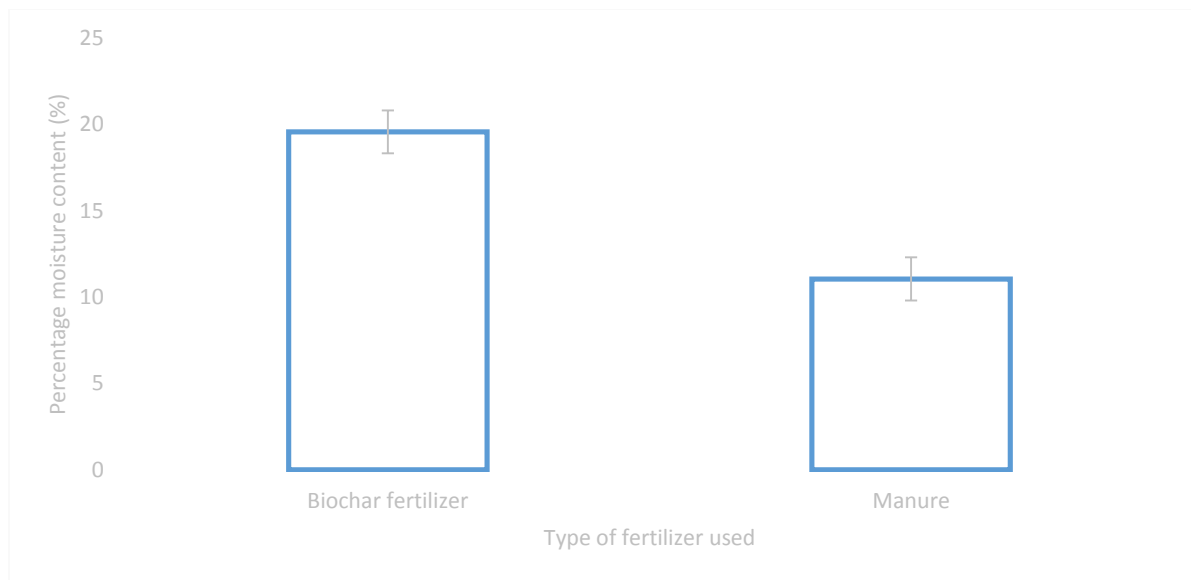 Percentage moisture content (%)
25
20
15
10
5
0
Biochar fertilizer
Manure
Type of fertilizer used